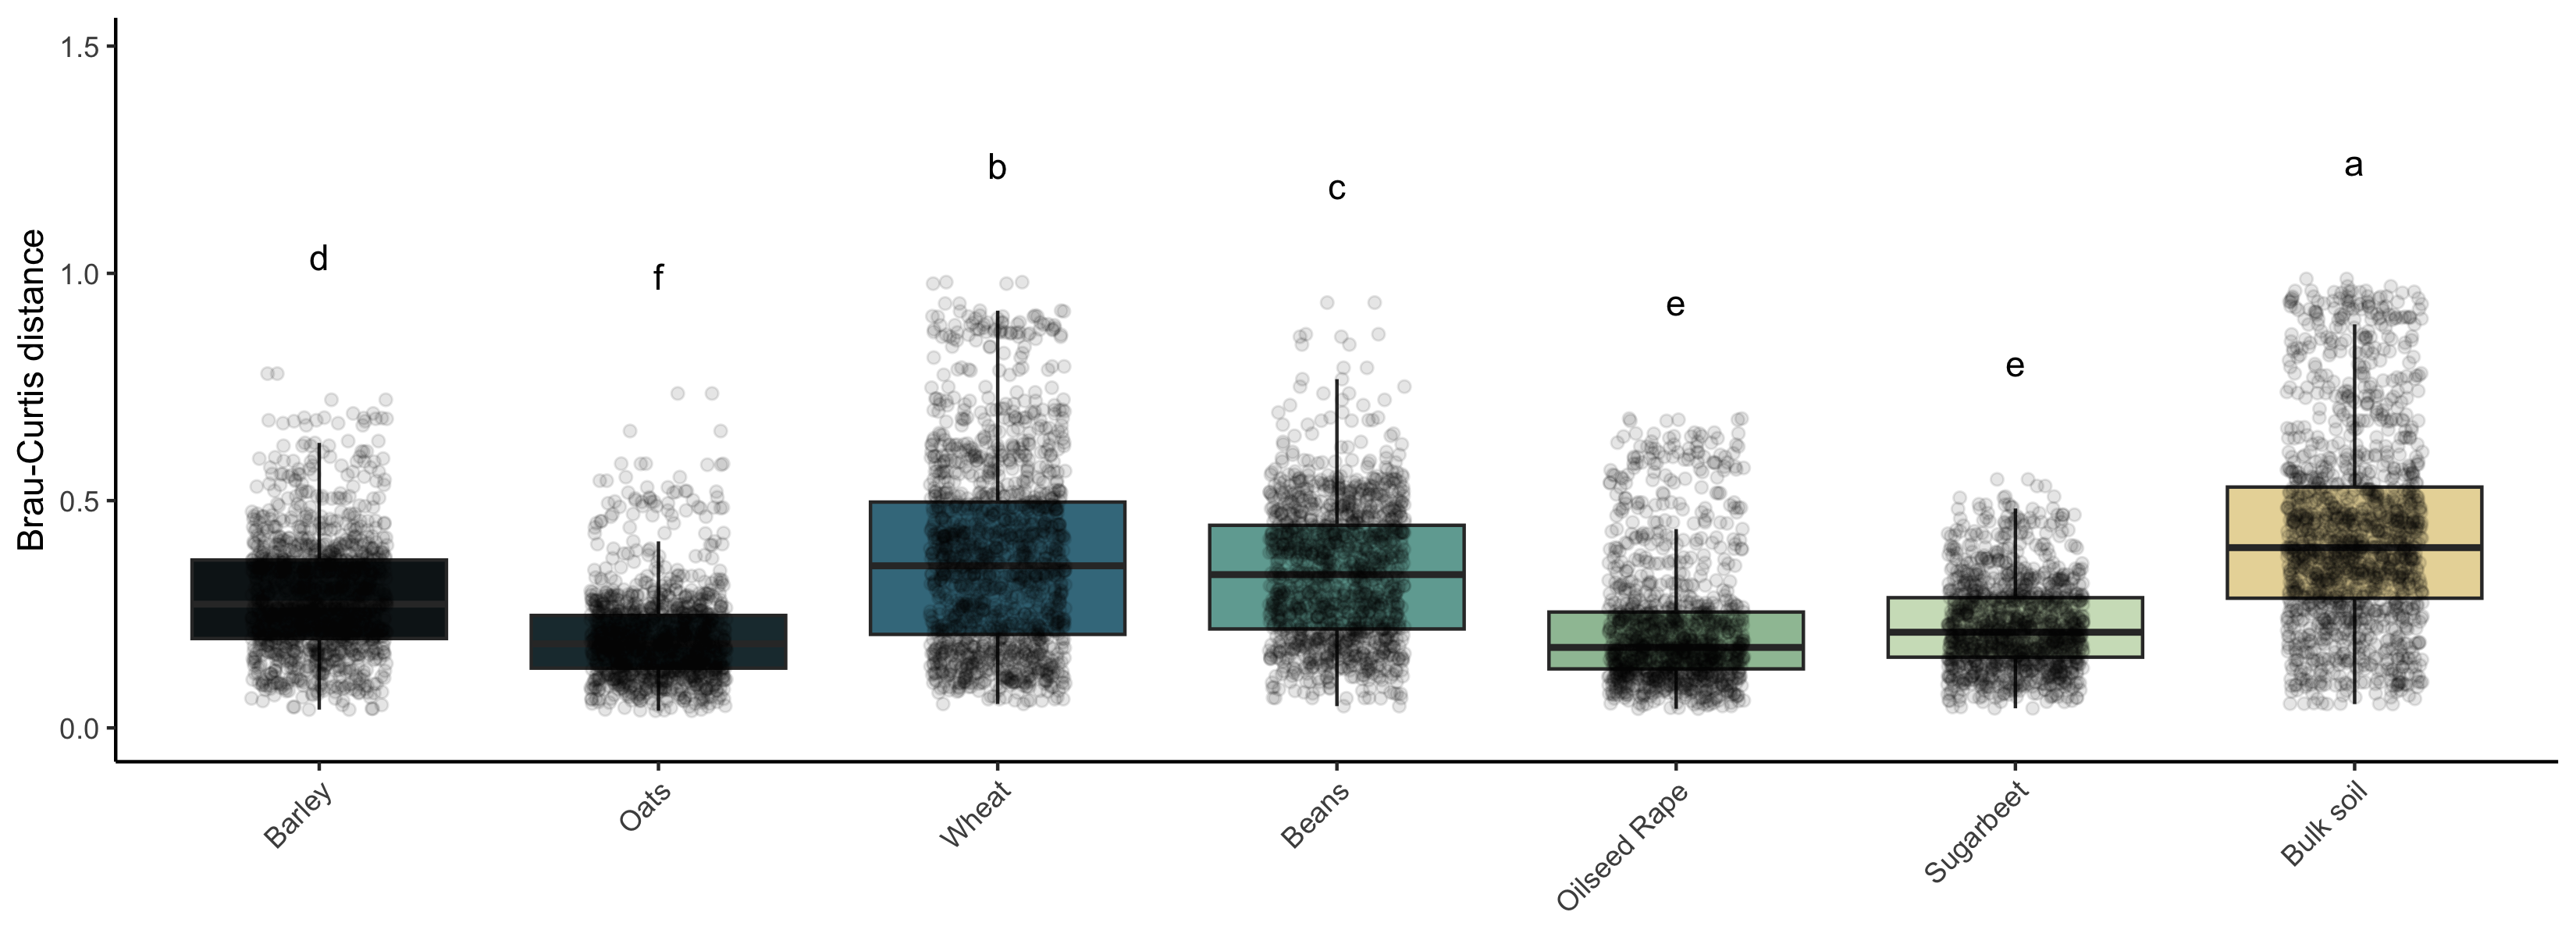 1.5
1.0
0.5
0.0
Brau-Curtis distance
d
f
b
c
e
e
a
Barley
Oats
Wheat
Beans
Oilseed Rape
Sugarbeet
Bulk soil